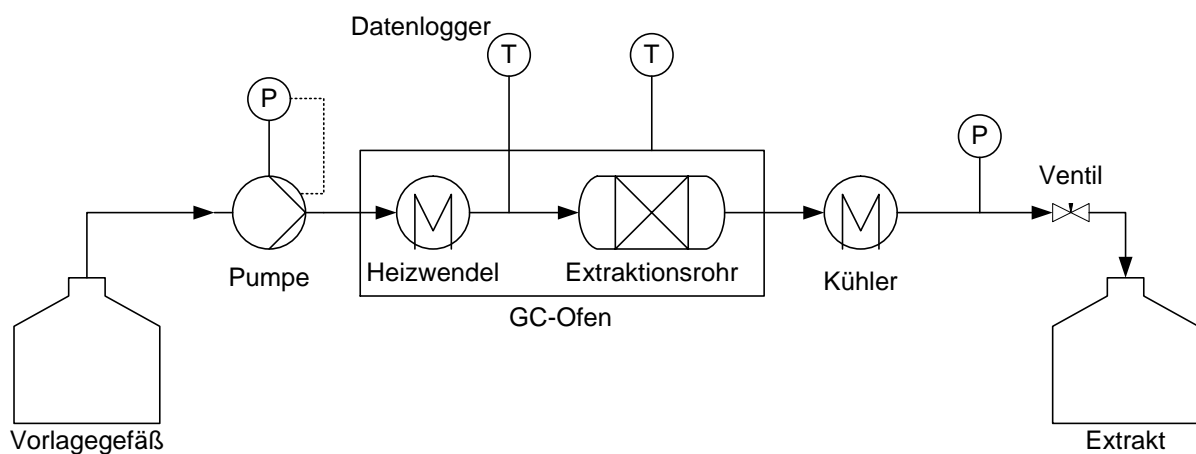 Datenlogger
T
T
P
P
Ventil
Pumpe
Heizwendel
Extraktionsrohr
Kühler
GC-Ofen
Vorlagegefäß
Extrakt